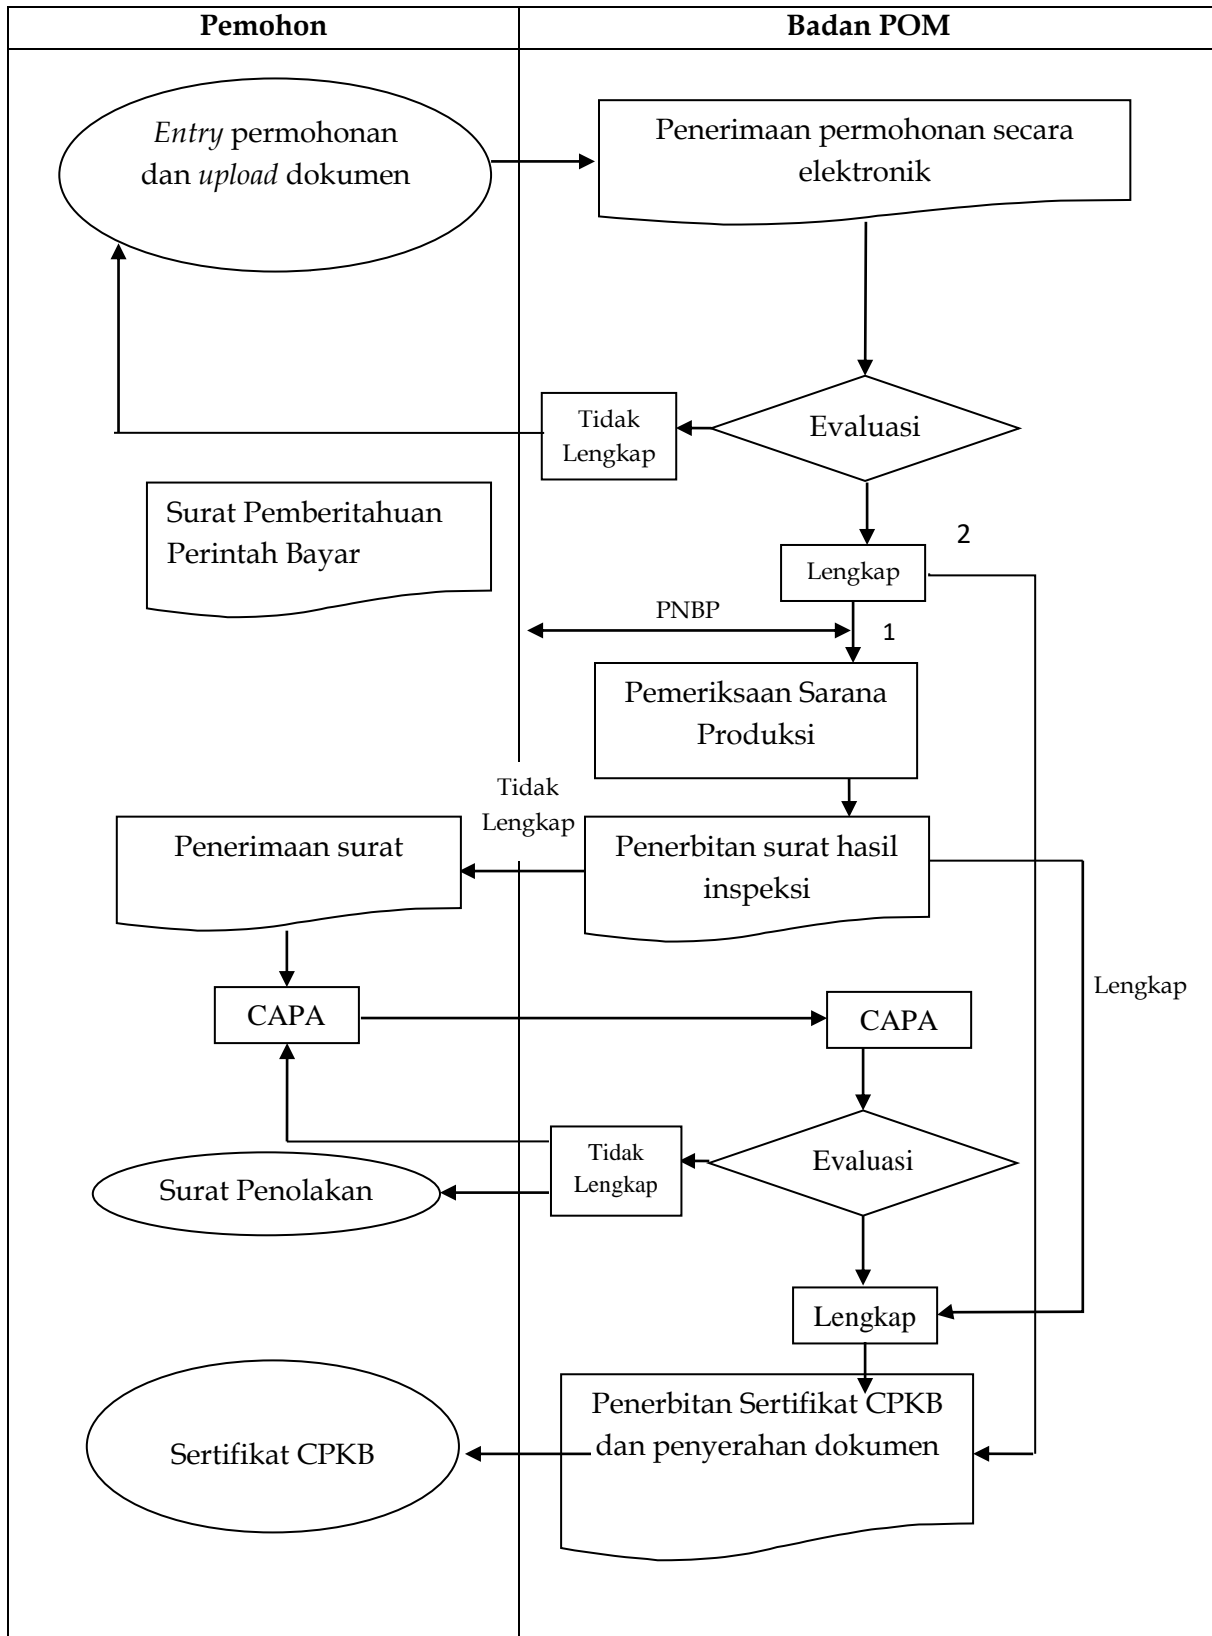 Pemohon
Badan POM
Entry permohonan
dan upload dokumen
Penerimaan permohonan secara
elektronik
Evaluasi
Tidak
Lengkap
Surat Pemberitahuan
Perintah Bayar
2
Lengkap
PNBP
1
Pemeriksaan Sarana
Produksi
Tidak
Lengkap
Penerimaan surat
Penerbitan surat hasil
inspeksi
Lengkap
CAPA
CAPA
Tidak
Lengkap
Evaluasi
Surat Penolakan
Lengkap
Penerbitan Sertifikat CPKB
dan penyerahan dokumen
Sertifikat CPKB